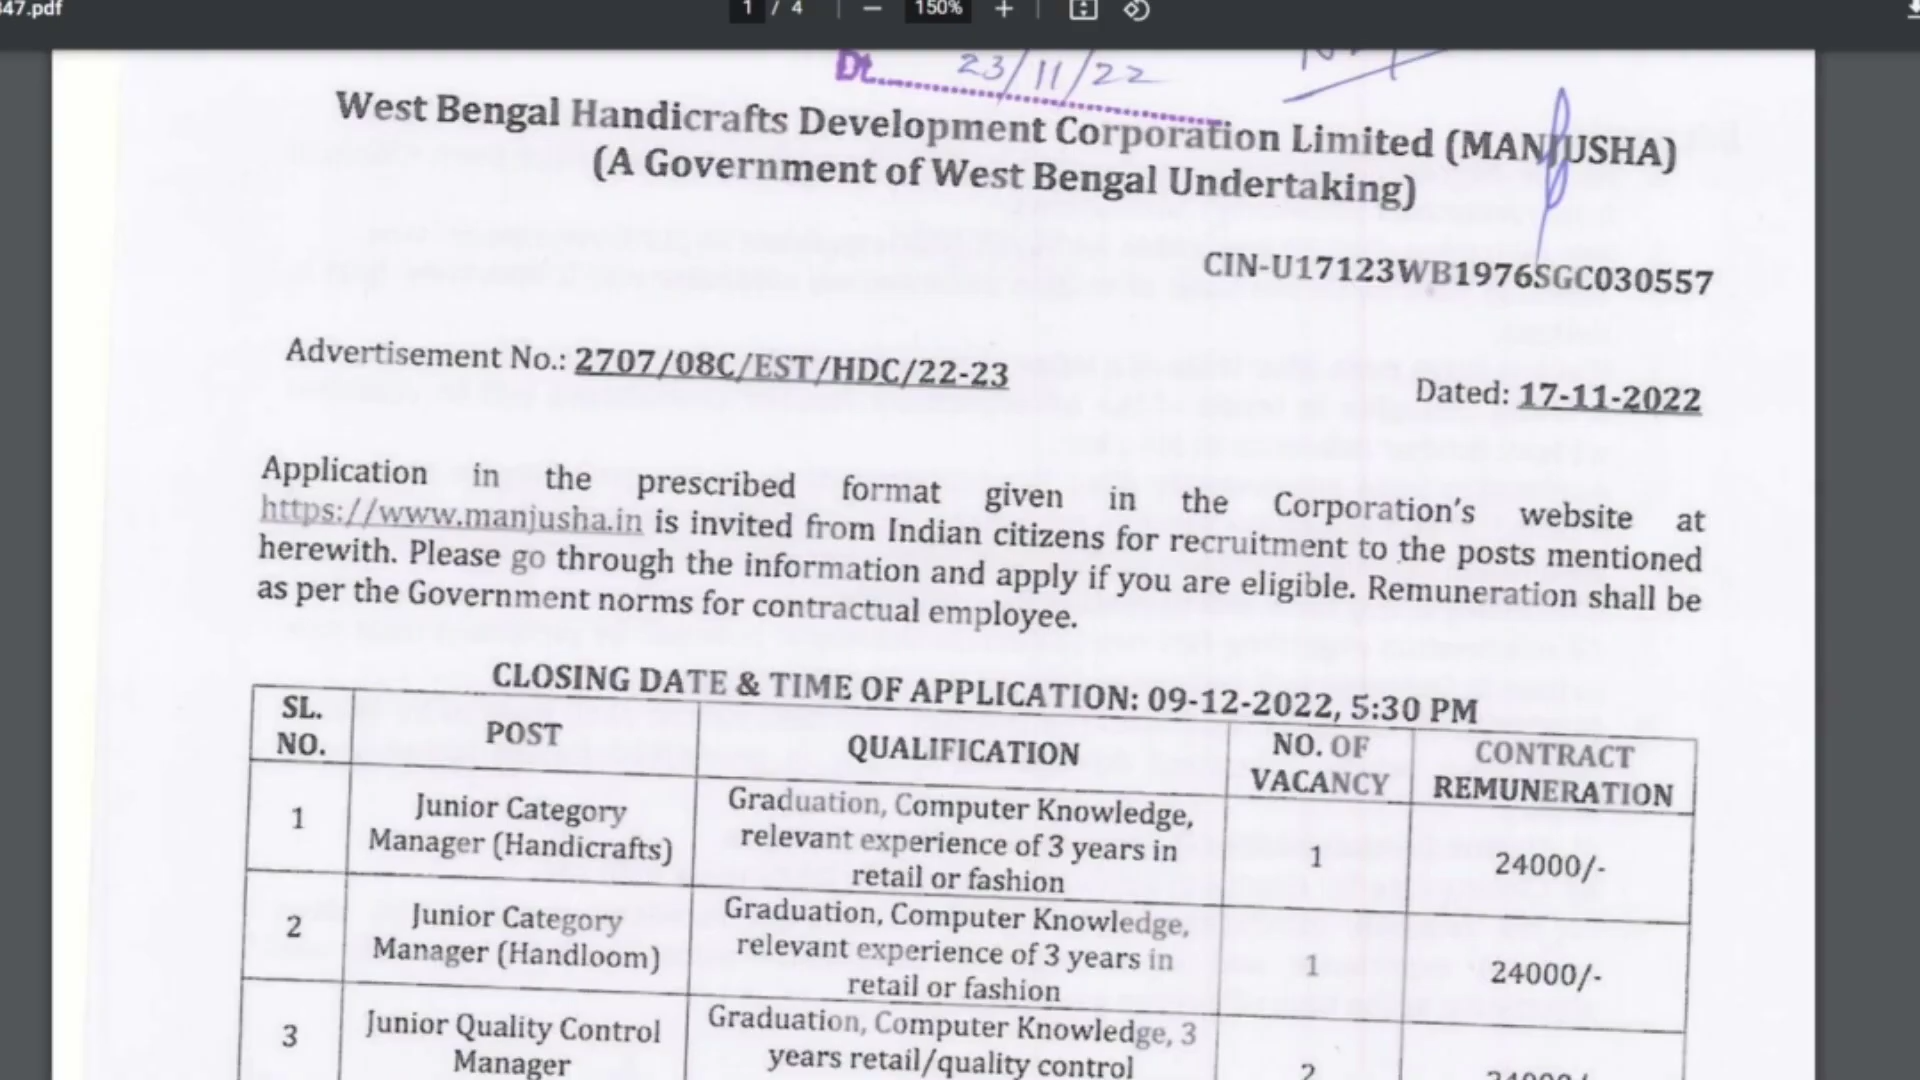 47.pdf
1 / 4
150%
Dt. 23/11/22
West Bengal Handicrafts Development Corporation Limited (MANJUSHA)
(A Government of West Bengal Undertaking)
CIN-U17123WB1976SGC030557
Advertisement No.: 2707/08C/EST/HDC/22-23
Dated: 17-11-2022
Application in the prescribed format given in the Corporation's website at
https://www.manjusha.in is invited from Indian citizens for recruitment to the posts mentioned
herewith. Please go through the information and apply if you are eligible. Remuneration shall be
as per the Government norms for contractual employee.
CLOSING DATE & TIME OF APPLICATION: 09-12-2022, 5:30 PM
SL. NO. POST QUALIFICATION NO. OF VACANCY CONTRACT REMUNERATION
1 Junior Category Manager (Handicrafts) Graduation, Computer Knowledge, relevant experience of 3 years in retail or fashion 1 24000/-
2 Junior Category Manager (Handloom) Graduation, Computer Knowledge, relevant experience of 3 years in retail or fashion 1 24000/-
3 Junior Quality Control Manager Graduation, Computer Knowledge, 3 years retail/quality control 2 24000/-